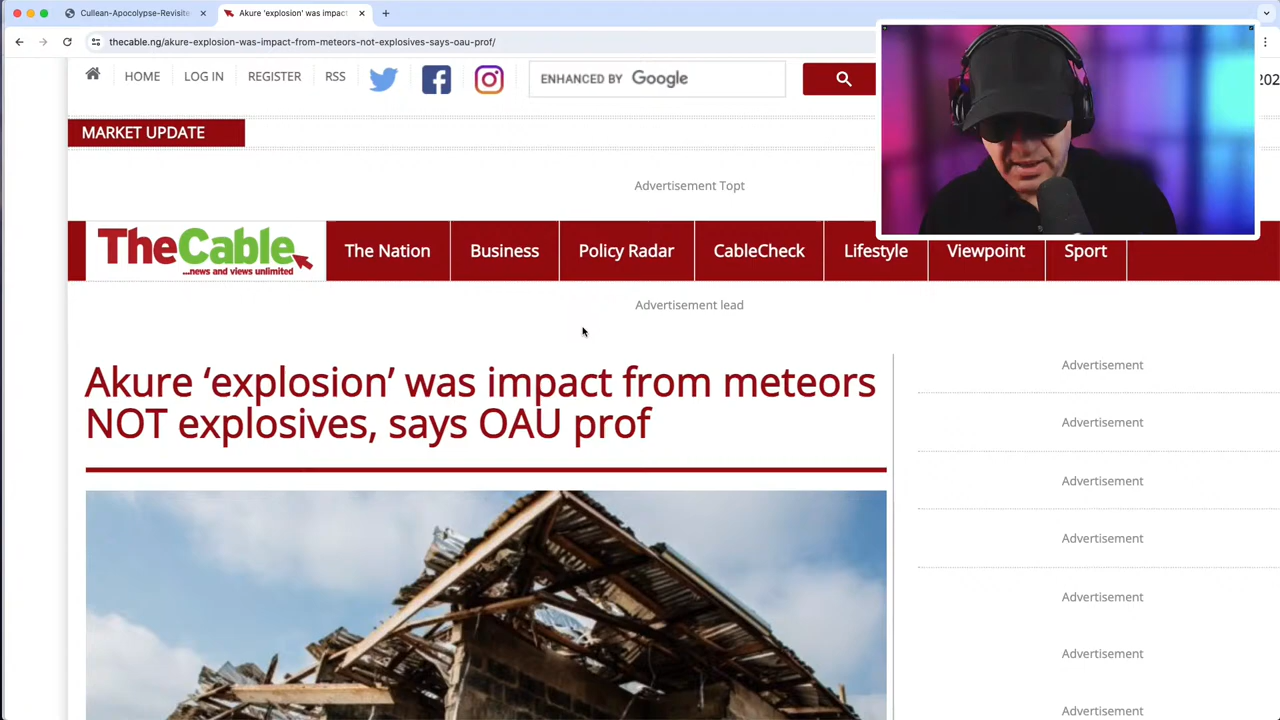 Cullean-Apocolypse-Revisite
Akure 'explosion' was impact
thecable.ng/akure-explosion-was-impact-from-meteors-not-explosives-says-oau-prof/
HOME LOG IN REGISTER RSS ENHANCED BY Google
MARKET UPDATE
Advertisement Topt
TheCable
...news and views unlimited
The Nation Business Policy Radar CableCheck Lifestyle Viewpoint Sport
Advertisement lead
Akure ‘explosion’ was impact from meteors
NOT explosives, says OAU prof
Advertisement
Advertisement
Advertisement
Advertisement
Advertisement
Advertisement
Advertisement